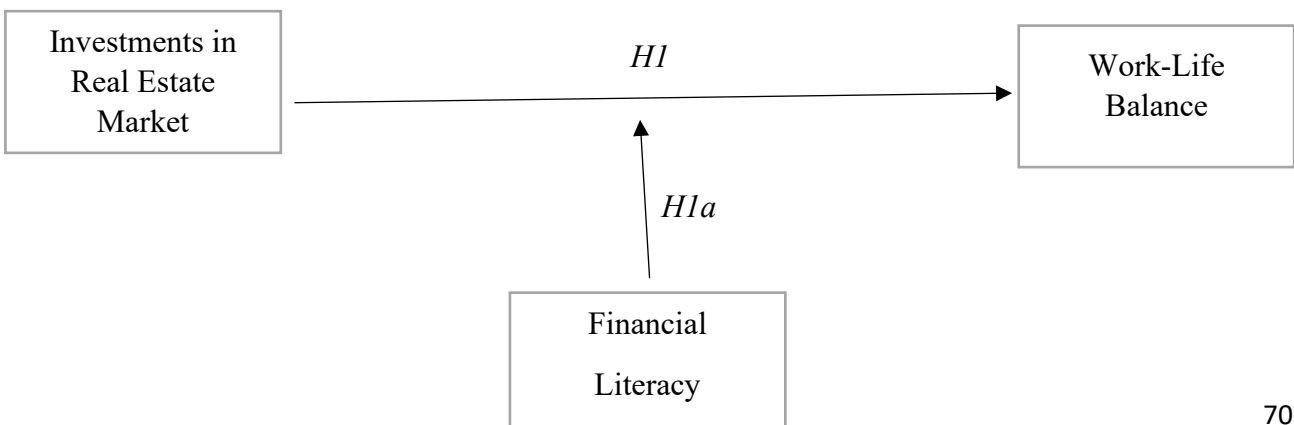 Investments in
Real Estate
Market
H1
Work-Life
Balance
H1a
Financial
Literacy
70